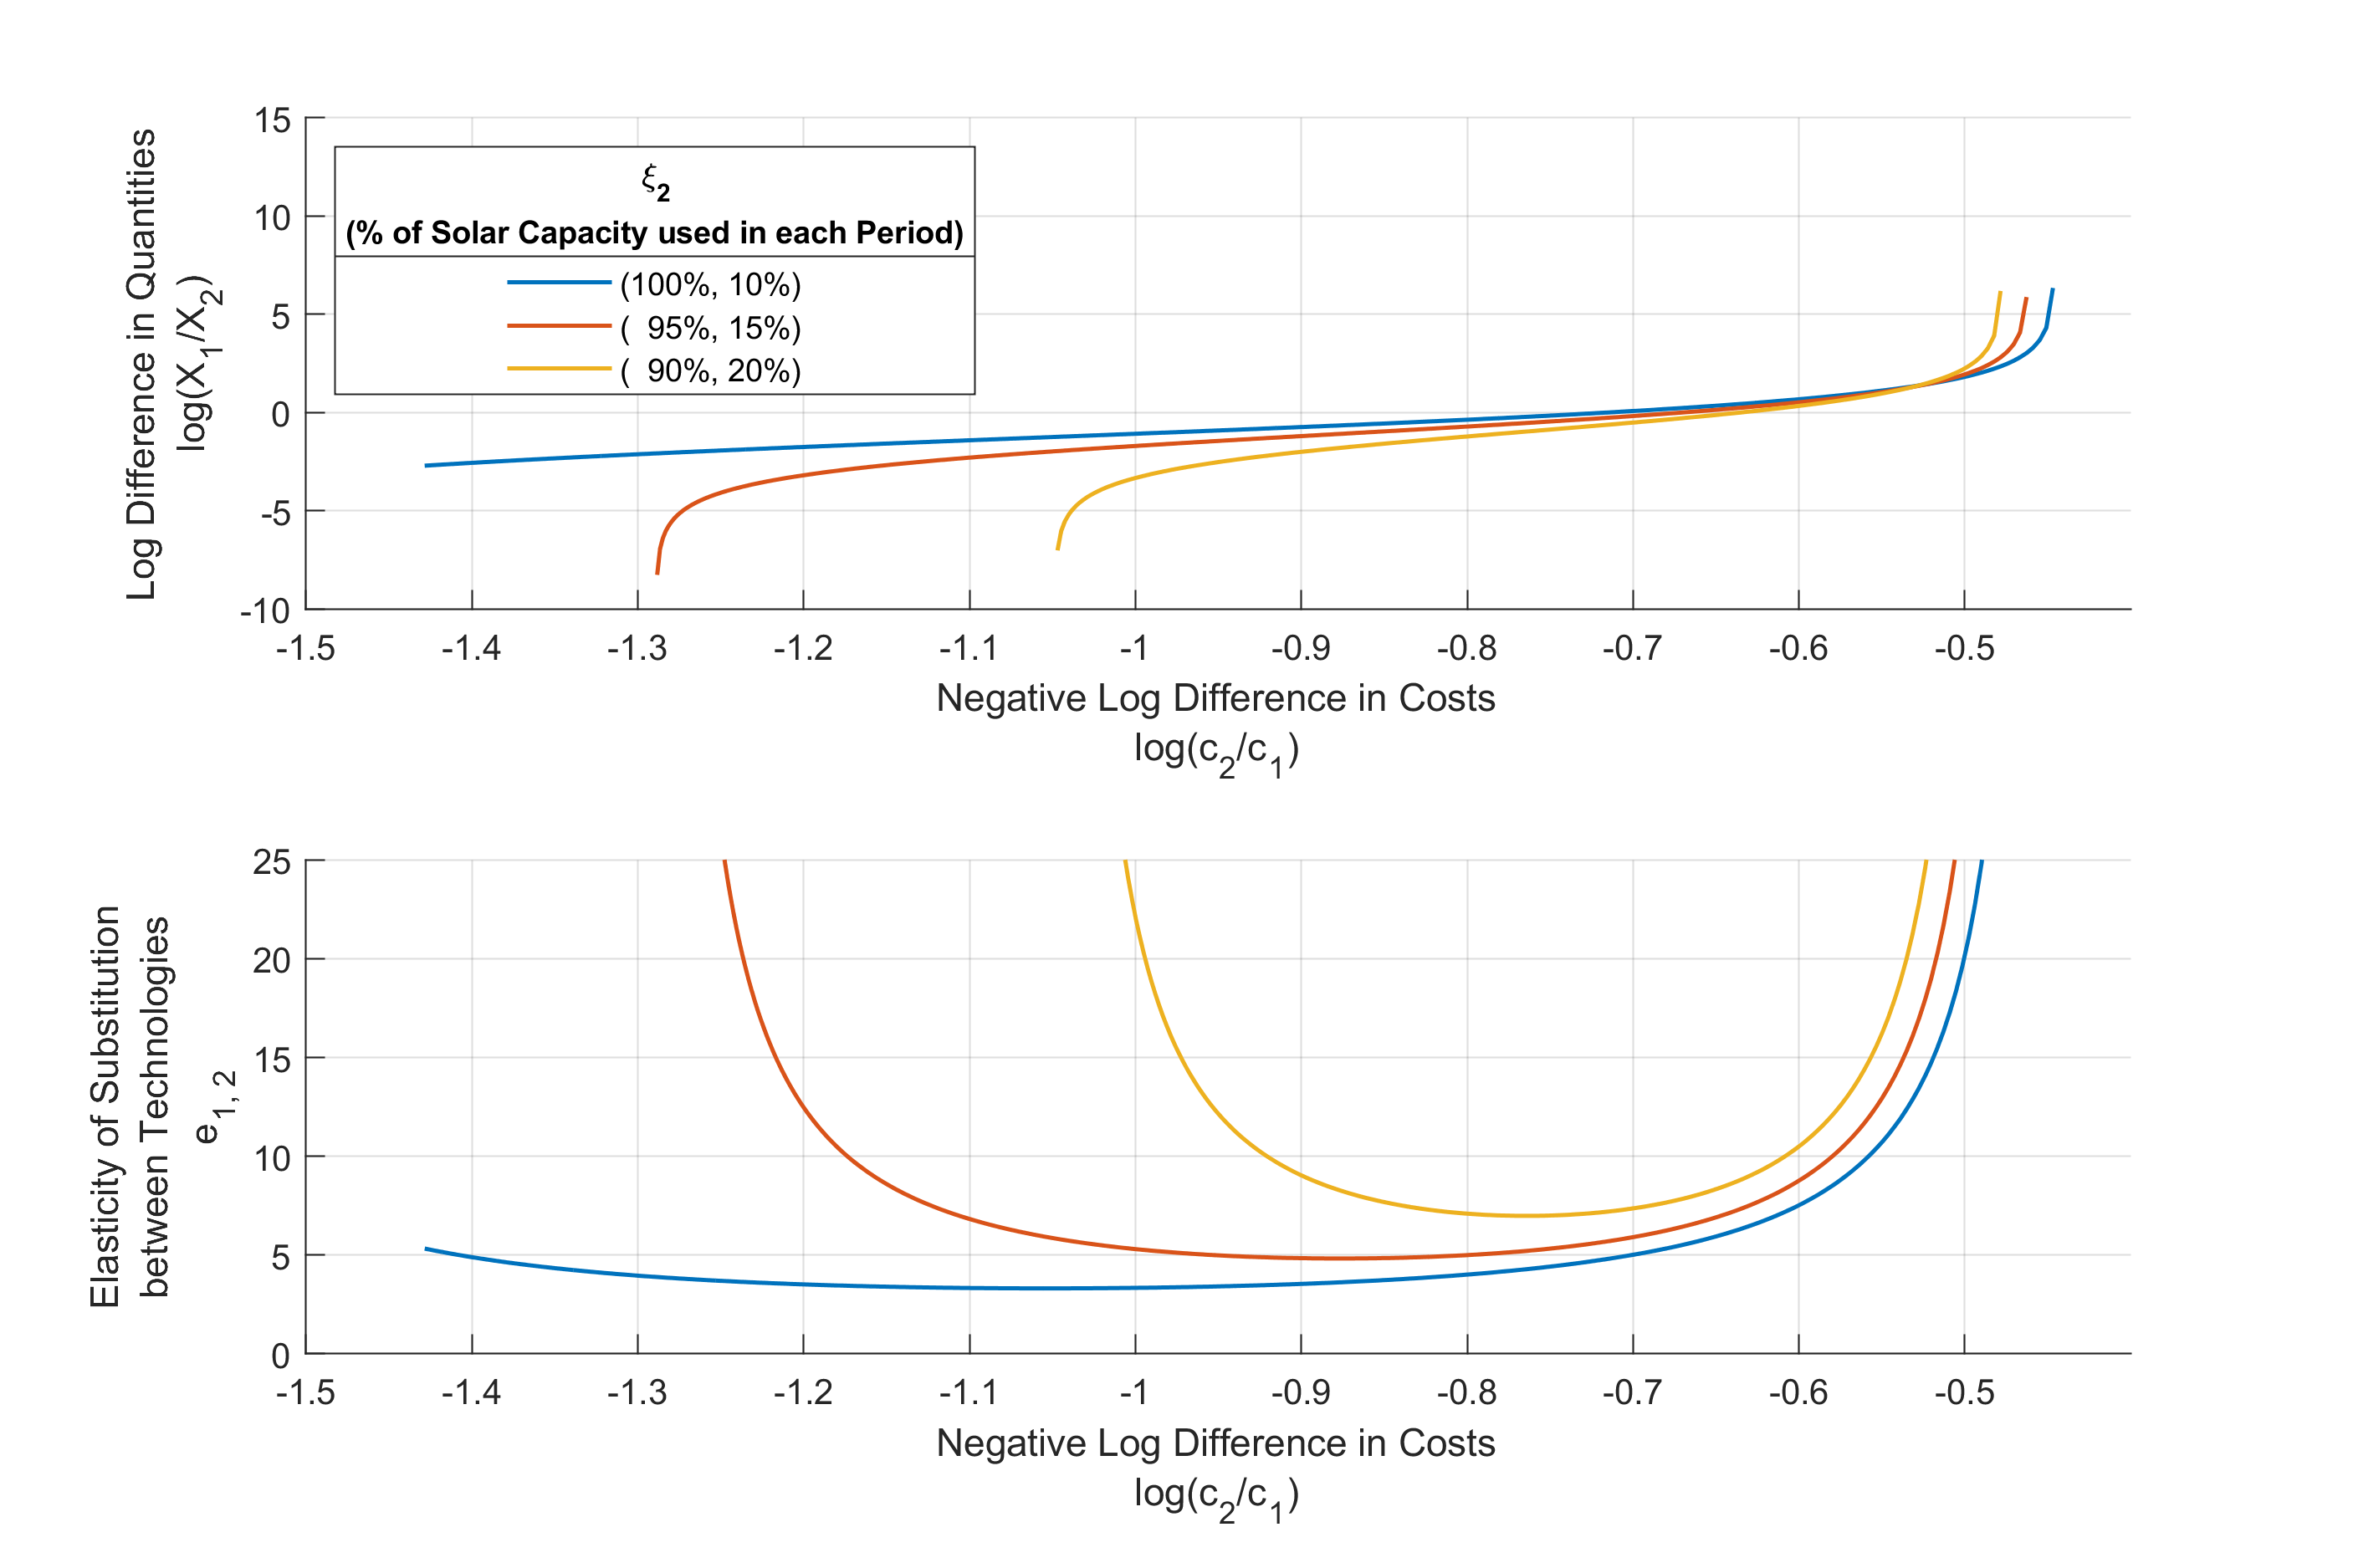 Log Difference in Quantities
log(X1/X2)
15
10
5
0
-5
-10
ξ2
(% of Solar Capacity used in each Period)
(100%, 10%)
( 95%, 15%)
( 90%, 20%)
-1.5 -1.4 -1.3 -1.2 -1.1 -1 -0.9 -0.8 -0.7 -0.6 -0.5
Negative Log Difference in Costs
log(c2/c1)
Elasticity of Substitution
between Technologies
e1, 2
25
20
15
10
5
0
-1.5 -1.4 -1.3 -1.2 -1.1 -1 -0.9 -0.8 -0.7 -0.6 -0.5
Negative Log Difference in Costs
log(c2/c1)